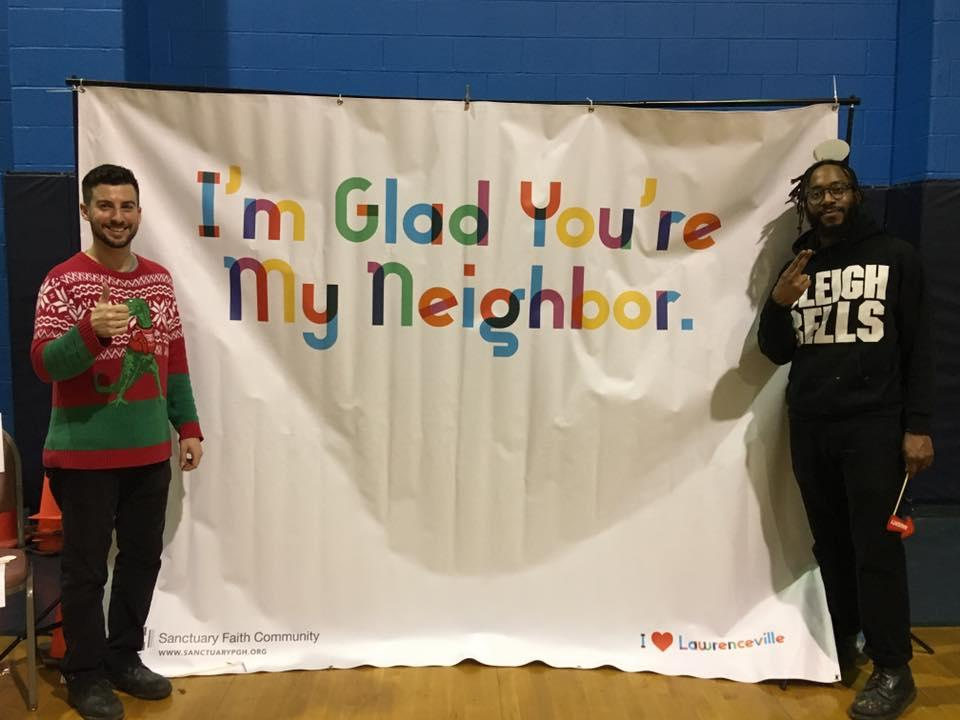 I'm Glad You're
My Neighbor.
SLEIGH
BELLS
Sanctuary Faith Community
WWW.SANCTUARYPGH.ORG
I ❤ Lawrenceville